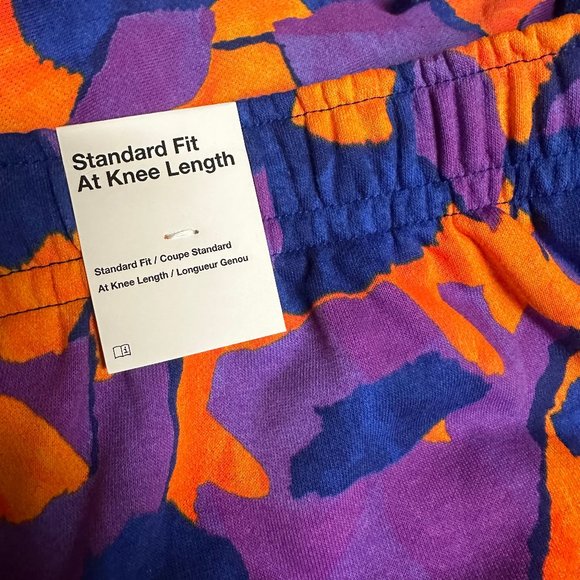 Standard Fit
At Knee Length
Standard Fit / Coupe Standard
At Knee Length / Longueur Genou